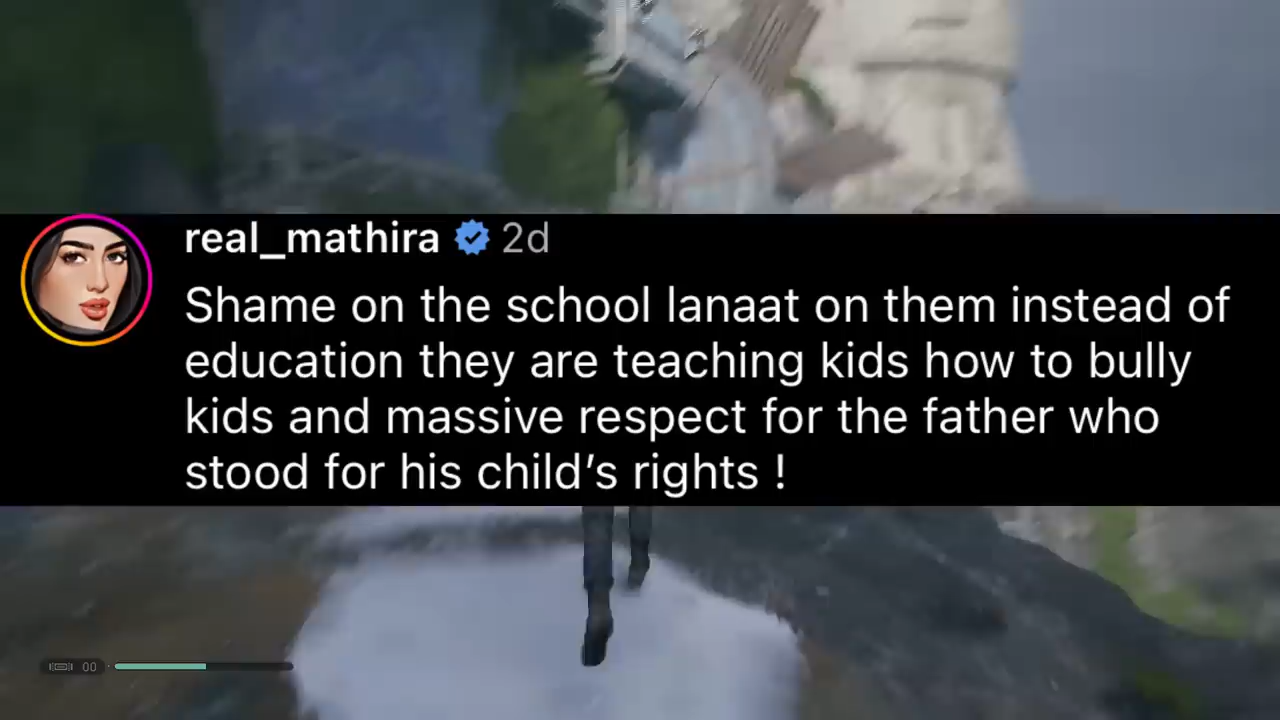 real_mathira 2d
Shame on the school lanaat on them instead of
education they are teaching kids how to bully
kids and massive respect for the father who
stood for his child’s rights !
00